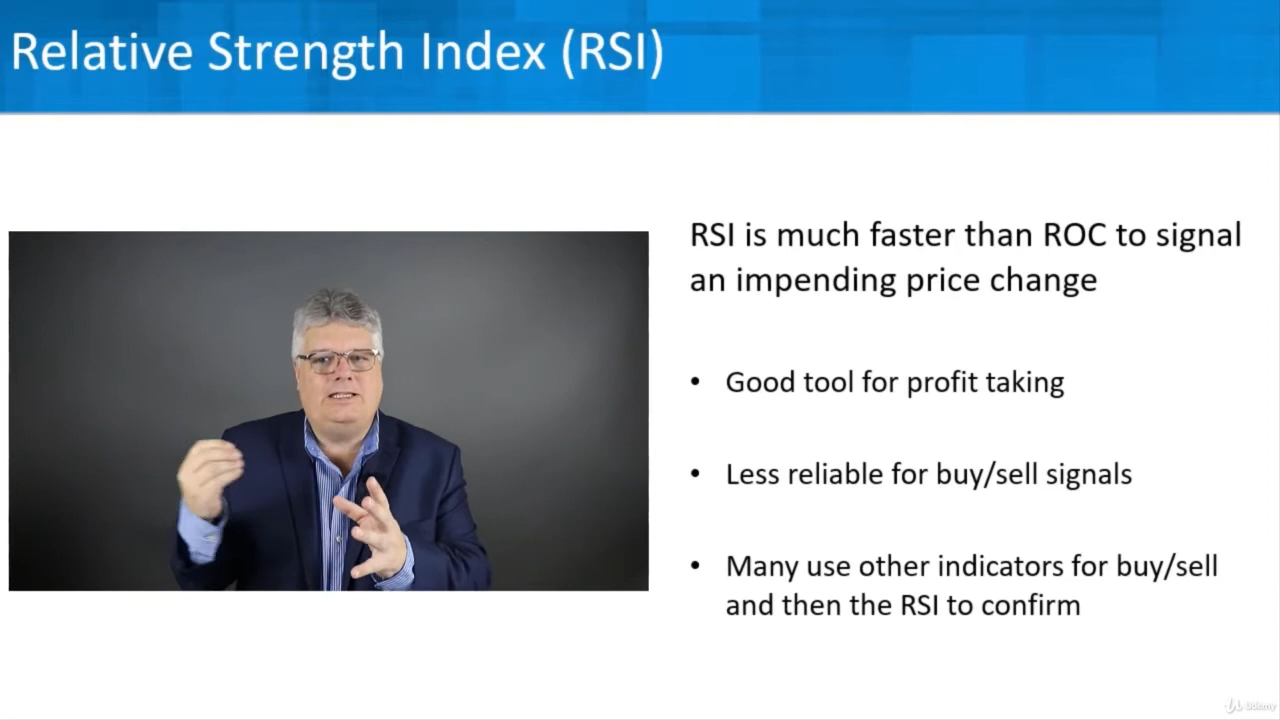 Relative Strength Index (RSI)
RSI is much faster than ROC to signal
an impending price change
• Good tool for profit taking
• Less reliable for buy/sell signals
• Many use other indicators for buy/sell
and then the RSI to confirm
Udemy